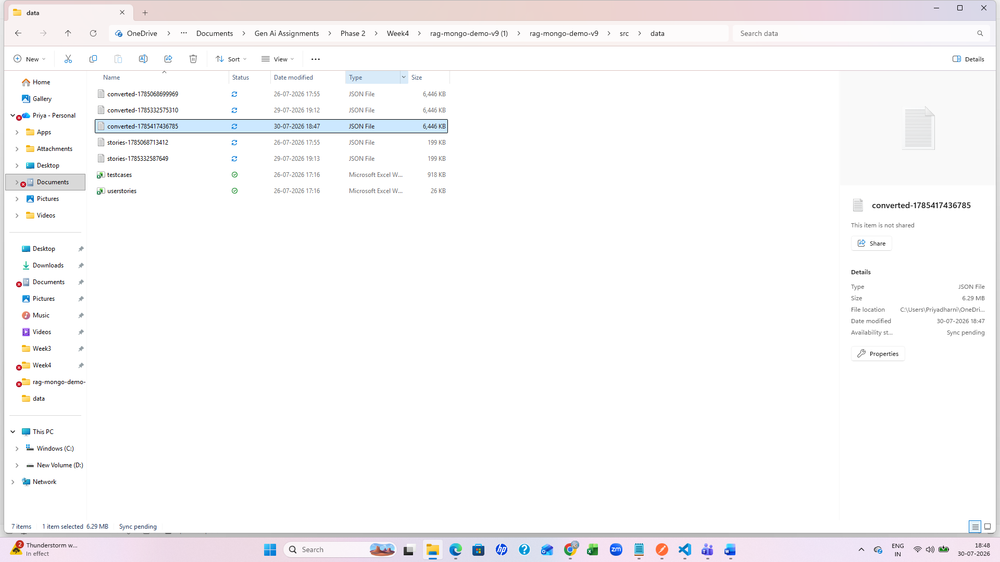 data
OneDrive > ... Documents > Gen Ai Assignments > Phase 2 > Week4 > rag-mongo-demo-v9 (1) > rag-mongo-demo-v9 > src > data
Search data
New Sort View ... Details
Name Status Date modified Type Size
converted-1785068699969 26-07-2026 17:55 JSON File 6,446 KB
converted-1785332575310 29-07-2026 19:12 JSON File 6,446 KB
converted-1785417436785 30-07-2026 18:47 JSON File 6,446 KB
stories-1785068713412 26-07-2026 17:55 JSON File 199 KB
stories-1785332587649 29-07-2026 19:13 JSON File 199 KB
testcases 26-07-2026 17:16 Microsoft Excel W... 918 KB
userstories 26-07-2026 17:16 Microsoft Excel W... 26 KB
Home
Gallery
Priya - Personal
Apps
Attachments
Desktop
Documents
Pictures
Videos
Desktop
Downloads
Documents
Pictures
Music
Videos
Week3
Week4
rag-mongo-demo-
data
This PC
Windows (C:)
New Volume (D:)
Network
converted-1785417436785
This item is not shared
Share
Details
Type JSON File
Size 6.29 MB
File location C:\Users\Priyadharni\OneDri...
Date modified 30-07-2026 18:47
Availability st... Sync pending
Properties
7 items 1 item selected 6.29 MB Sync pending
2
Thunderstorm w...
In effect
Search
hp
zm
ENG
IN
18:48
30-07-2026